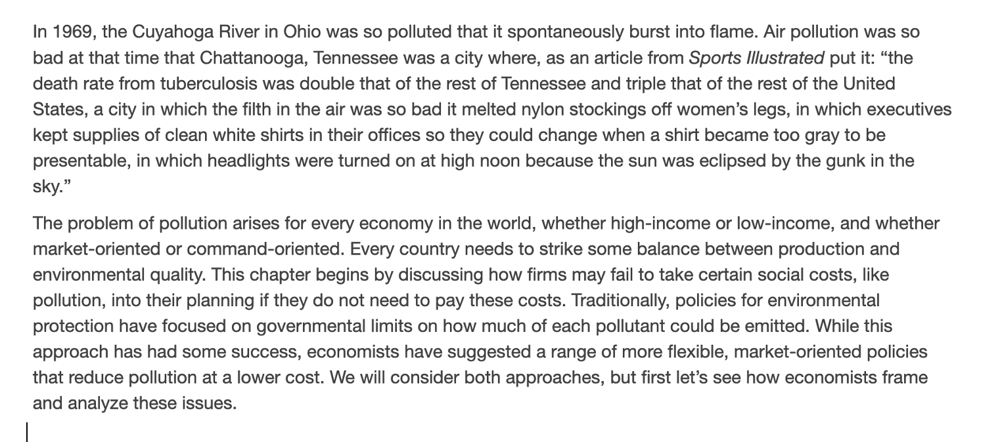 In 1969, the Cuyahoga River in Ohio was so polluted that it spontaneously burst into flame. Air pollution was so
bad at that time that Chattanooga, Tennessee was a city where, as an article from Sports Illustrated put it: “the
death rate from tuberculosis was double that of the rest of Tennessee and triple that of the rest of the United
States, a city in which the filth in the air was so bad it melted nylon stockings off women’s legs, in which executives
kept supplies of clean white shirts in their offices so they could change when a shirt became too gray to be
presentable, in which headlights were turned on at high noon because the sun was eclipsed by the gunk in the
sky.”
The problem of pollution arises for every economy in the world, whether high-income or low-income, and whether
market-oriented or command-oriented. Every country needs to strike some balance between production and
environmental quality. This chapter begins by discussing how firms may fail to take certain social costs, like
pollution, into their planning if they do not need to pay these costs. Traditionally, policies for environmental
protection have focused on governmental limits on how much of each pollutant could be emitted. While this
approach has had some success, economists have suggested a range of more flexible, market-oriented policies
that reduce pollution at a lower cost. We will consider both approaches, but first let’s see how economists frame
and analyze these issues.